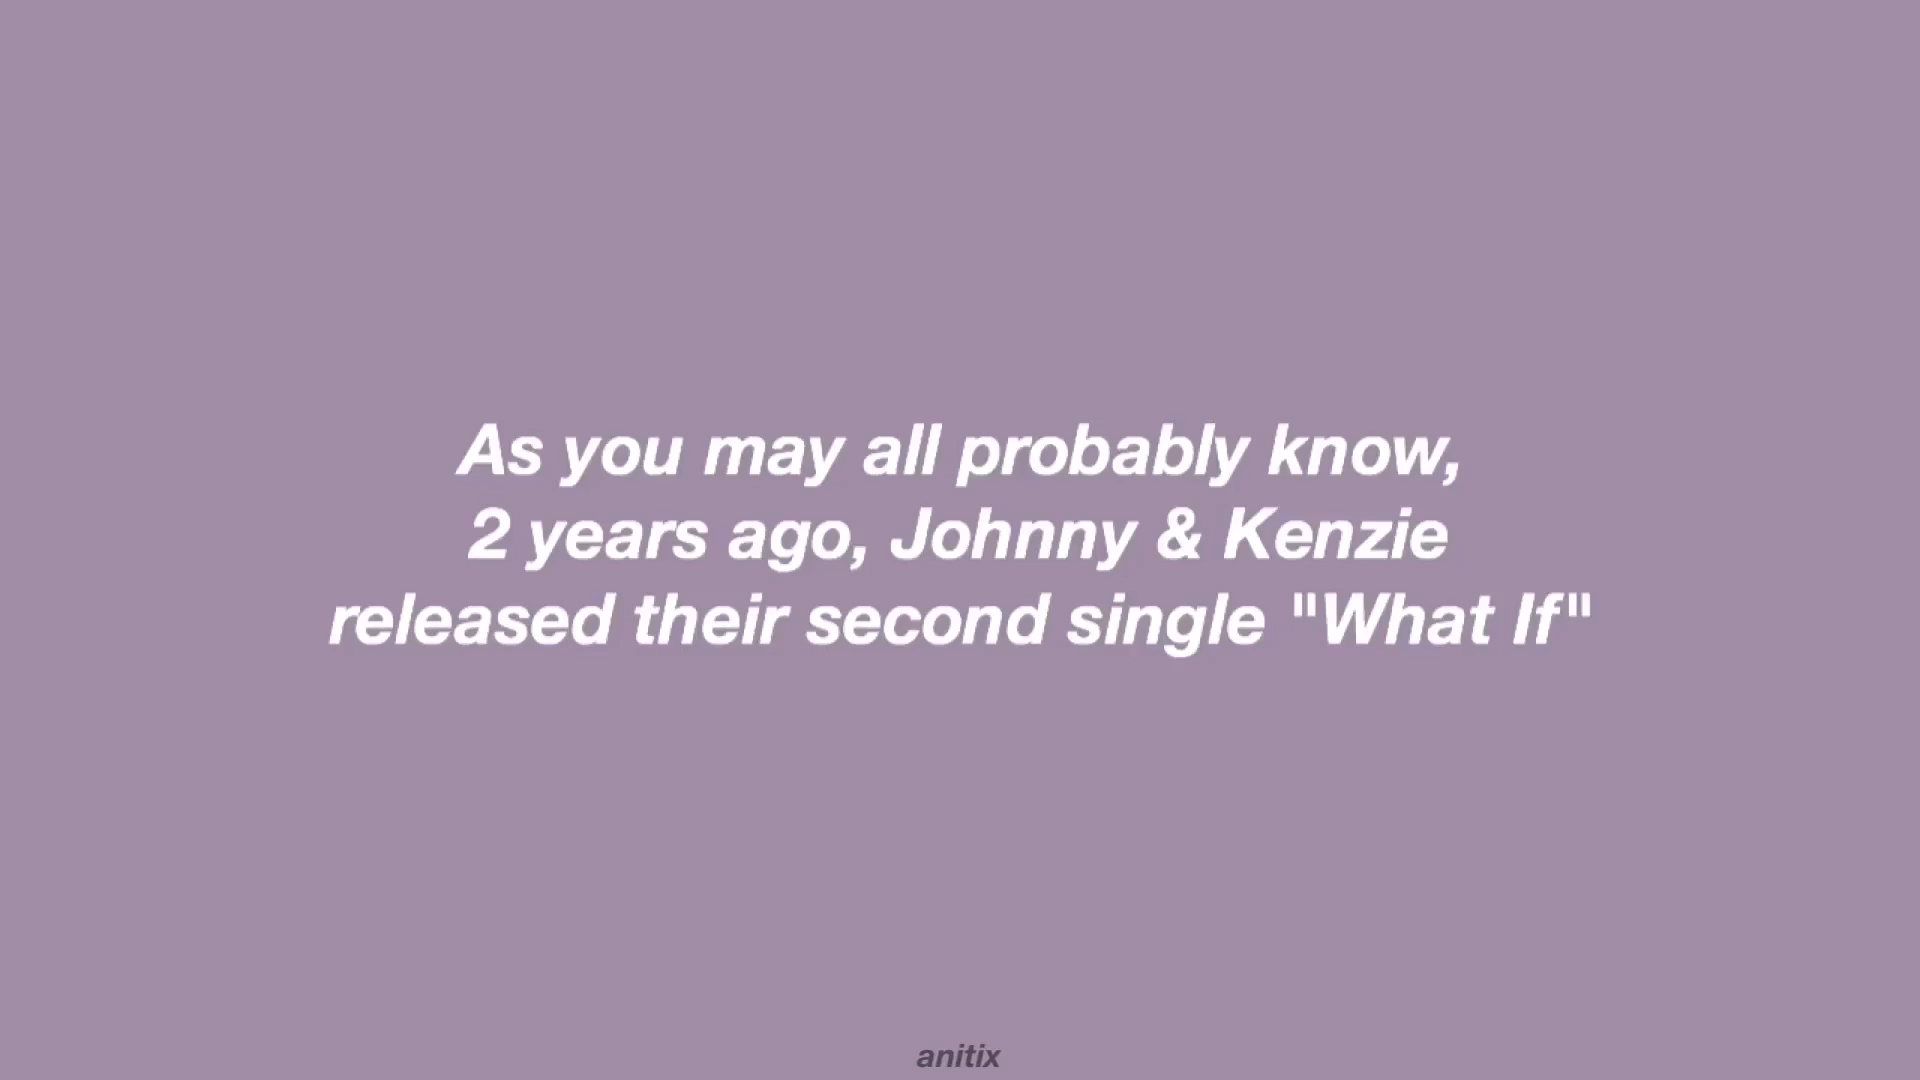 As you may all probably know,
2 years ago, Johnny & Kenzie
released their second single "What If"
anitix